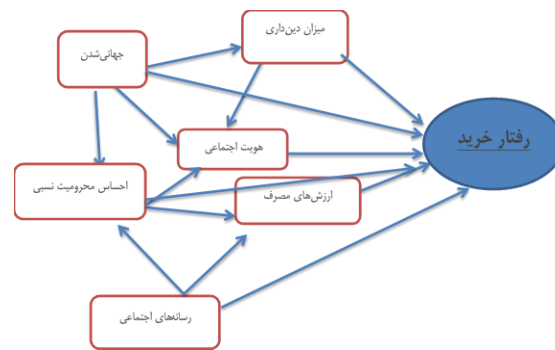 میزان دین‌داری
جهانی‌شدن
رفتار خرید
هویت اجتماعی
احساس محرومیت نسبی
ارزش‌های مصرف
رسانه‌های اجتماعی